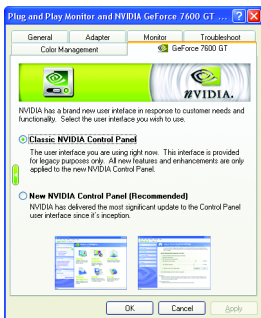 Plug and Play Monitor and NVIDIA GeForce 7600 GT ...
General
Adapter
Monitor
Troubleshoot
Color Management
GeForce 7600 GT
nVIDIA.
NVIDIA has a brand new user interface in response to customer needs and
functionality. Select the user interface you wish to use.
Classic NVIDIA Control Panel
The user interface you are using right now. This interface is provided
for legacy purposes only. All new features and enhancements are only
applied to the new NVIDIA Control Panel.
New NVIDIA Control Panel (Recommended)
NVIDIA has delivered the most significant update to the Control Panel
user interface since it's inception.
OK
Cancel
Apply